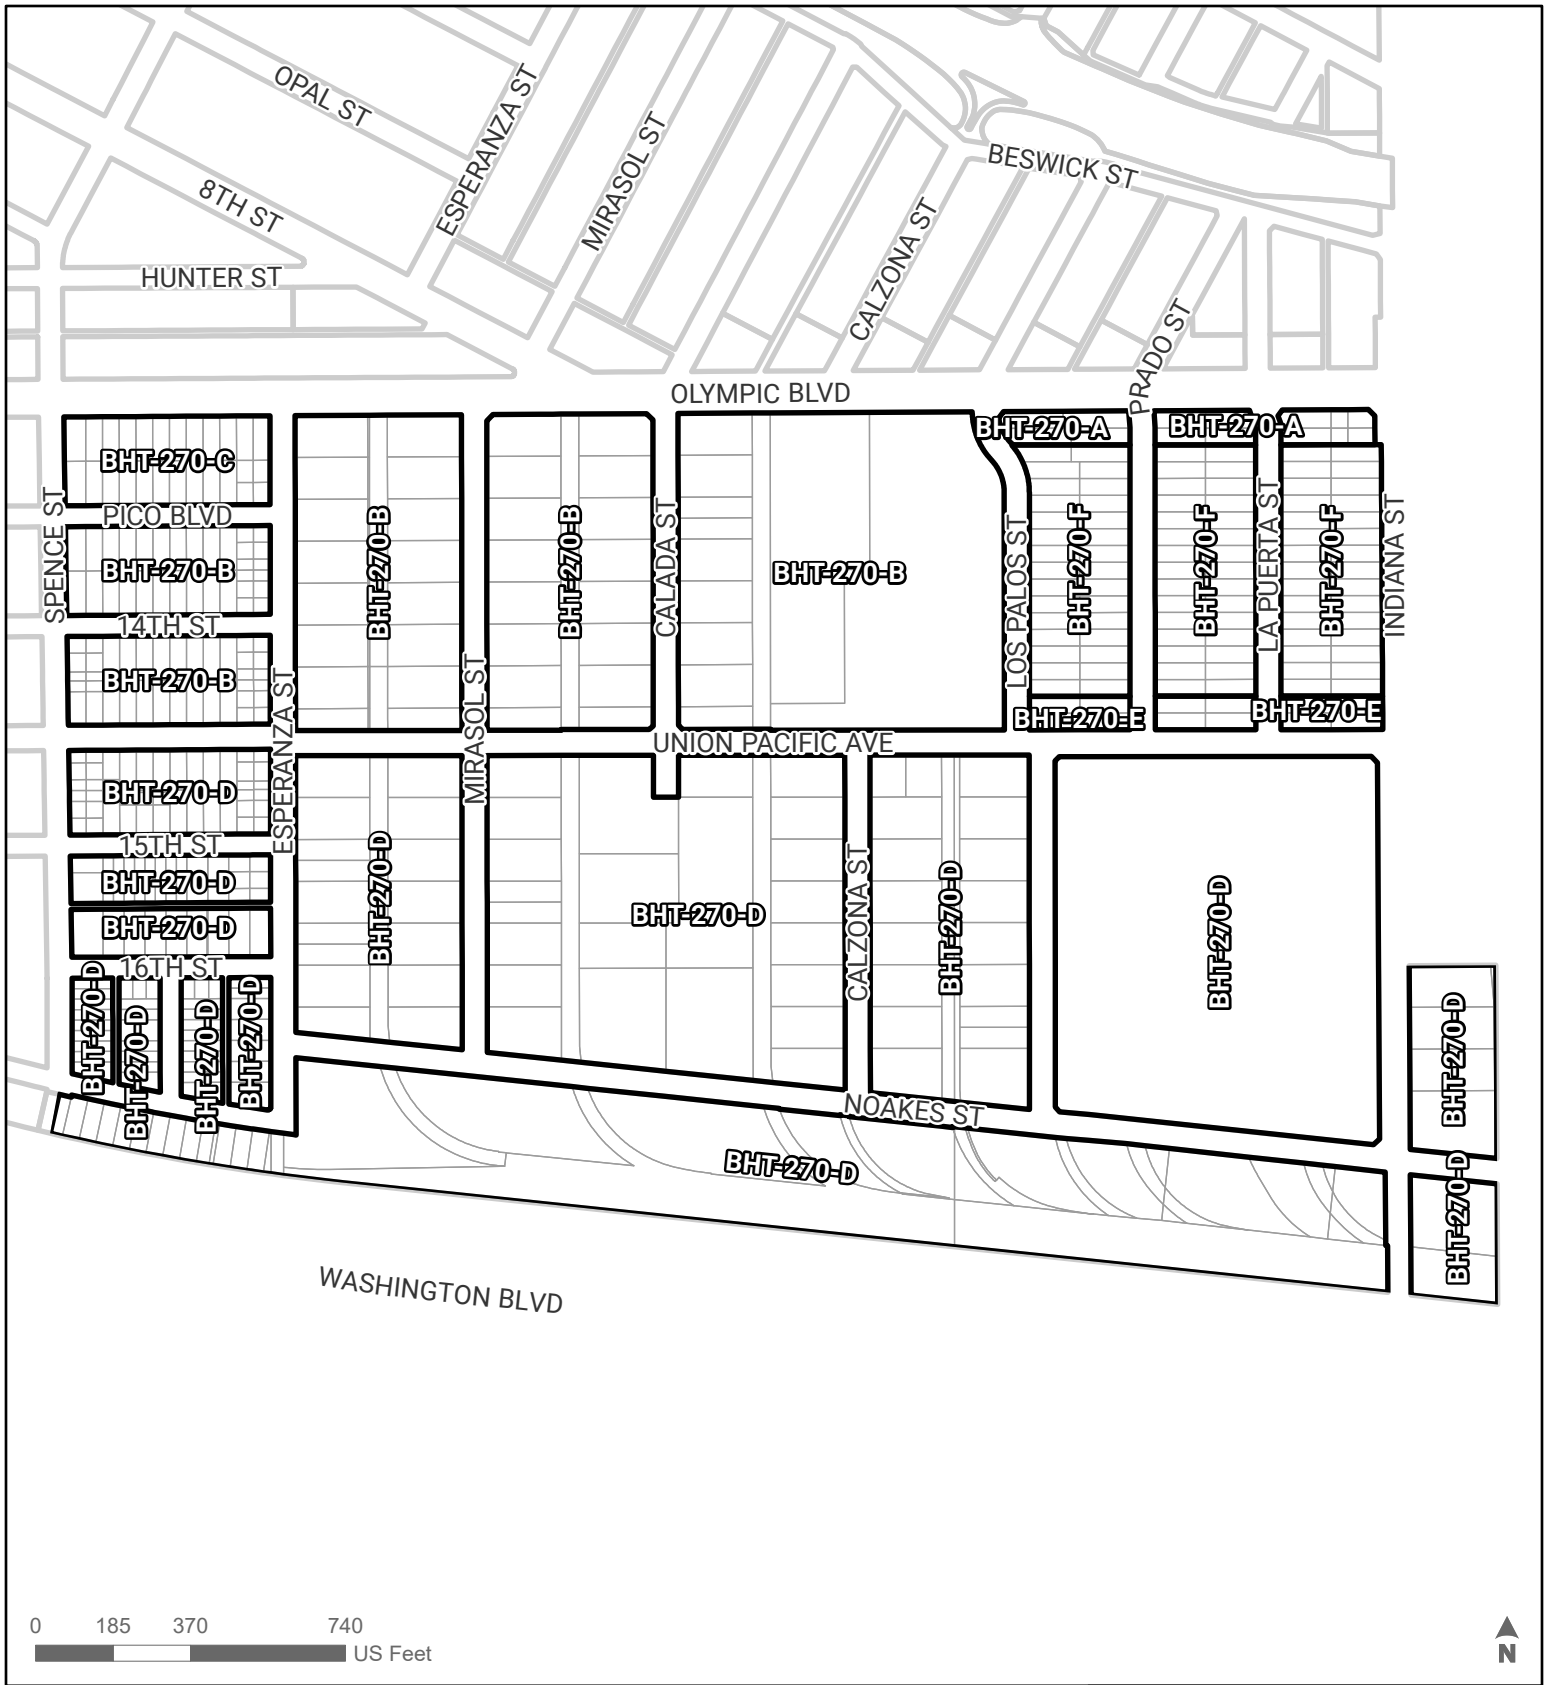 OPAL ST
ESPERANZA ST
MIRASOL ST
BESWICK ST
8TH ST
CALZONA ST
HUNTER ST
PRADO ST
OLYMPIC BLVD
BHT-270-A
BHT-270-A
BHT-270-C
SPENCE ST
PICO BLVD
BHT-270-B
BHT-270-B
BHT-270-B
CALADA ST
BHT-270-B
LOS PALOS ST
BHT-270-F
BHT-270-F
LA PUERTA ST
BHT-270-F
INDIANA ST
14TH ST
BHT-270-B
ESPERANZA ST
MIRASOL ST
BHT-270-E
BHT-270-E
UNION PACIFIC AVE
BHT-270-D
15TH ST
BHT-270-D
BHT-270-D
BHT-270-D
BHT-270-D
CALZONA ST
BHT-270-D
BHT-270-D
16TH ST
BHT-270-D
BHT-270-D
BHT-270-D
BHT-270-D
BHT-270-D
NOAKES ST
BHT-270-D
BHT-270-D
WASHINGTON BLVD
0 185 370 740
US Feet
N